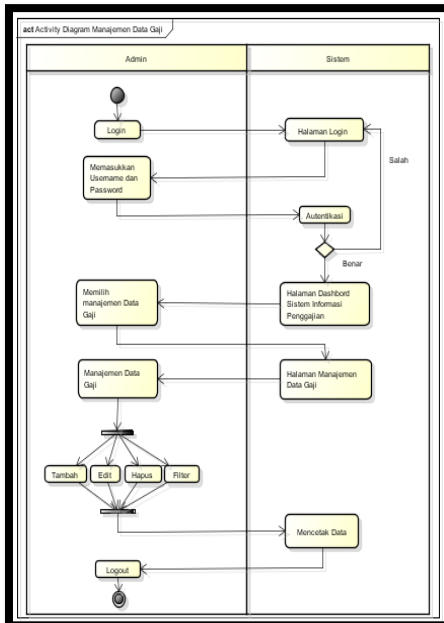 act Activity Diagram Manajemen Data Gaji
Admin
Sistem
Login
Halaman Login
Memasukkan
Username dan
Password
Salah
Autentikasi
Benar
Memilih
manajemen Data
Gaji
Halaman Dashbord
Sistem Informasi
Penggajian
Manajemen Data
Gaji
Halaman Manajemen
Data Gaji
Tambah
Edit
Hapus
Filter
Mencetak Data
Logout